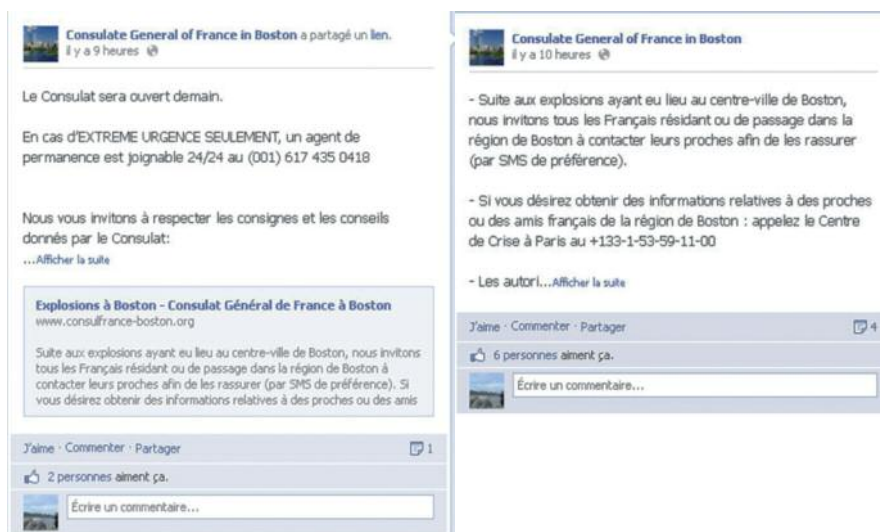 Consulate General of France in Boston a partagé un lien.
il y a 9 heures
Le Consulat sera ouvert demain.
En cas d'EXTREME URGENCE SEULEMENT, un agent de
permanence est joignable 24/24 au (001) 617 435 0418
Nous vous invitons à respecter les consignes et les conseils
donnés par le Consulat:
...Afficher la suite
Explosions à Boston - Consulat Général de France à Boston
www.consulfrance-boston.org
Suite aux explosions ayant eu lieu au centre-ville de Boston, nous invitons
tous les Français résidant ou de passage dans la région de Boston à
contacter leurs proches afin de les rassurer (par SMS de préférence). Si
vous désirez obtenir des informations relatives à des proches ou des amis
J'aime · Commenter · Partager 1
2 personnes aiment ça.
Écrire un commentaire...
Consulate General of France in Boston
il y a 10 heures
- Suite aux explosions ayant eu lieu au centre-ville de Boston,
nous invitons tous les Français résidant ou de passage dans la
région de Boston à contacter leurs proches afin de les rassurer
(par SMS de préférence).
- Si vous désirez obtenir des informations relatives à des proches
ou des amis français de la région de Boston : appelez le Centre
de Crise à Paris au +133-1-53-59-11-00
- Les autori...Afficher la suite
J'aime · Commenter · Partager 4
6 personnes aiment ça.
Écrire un commentaire...